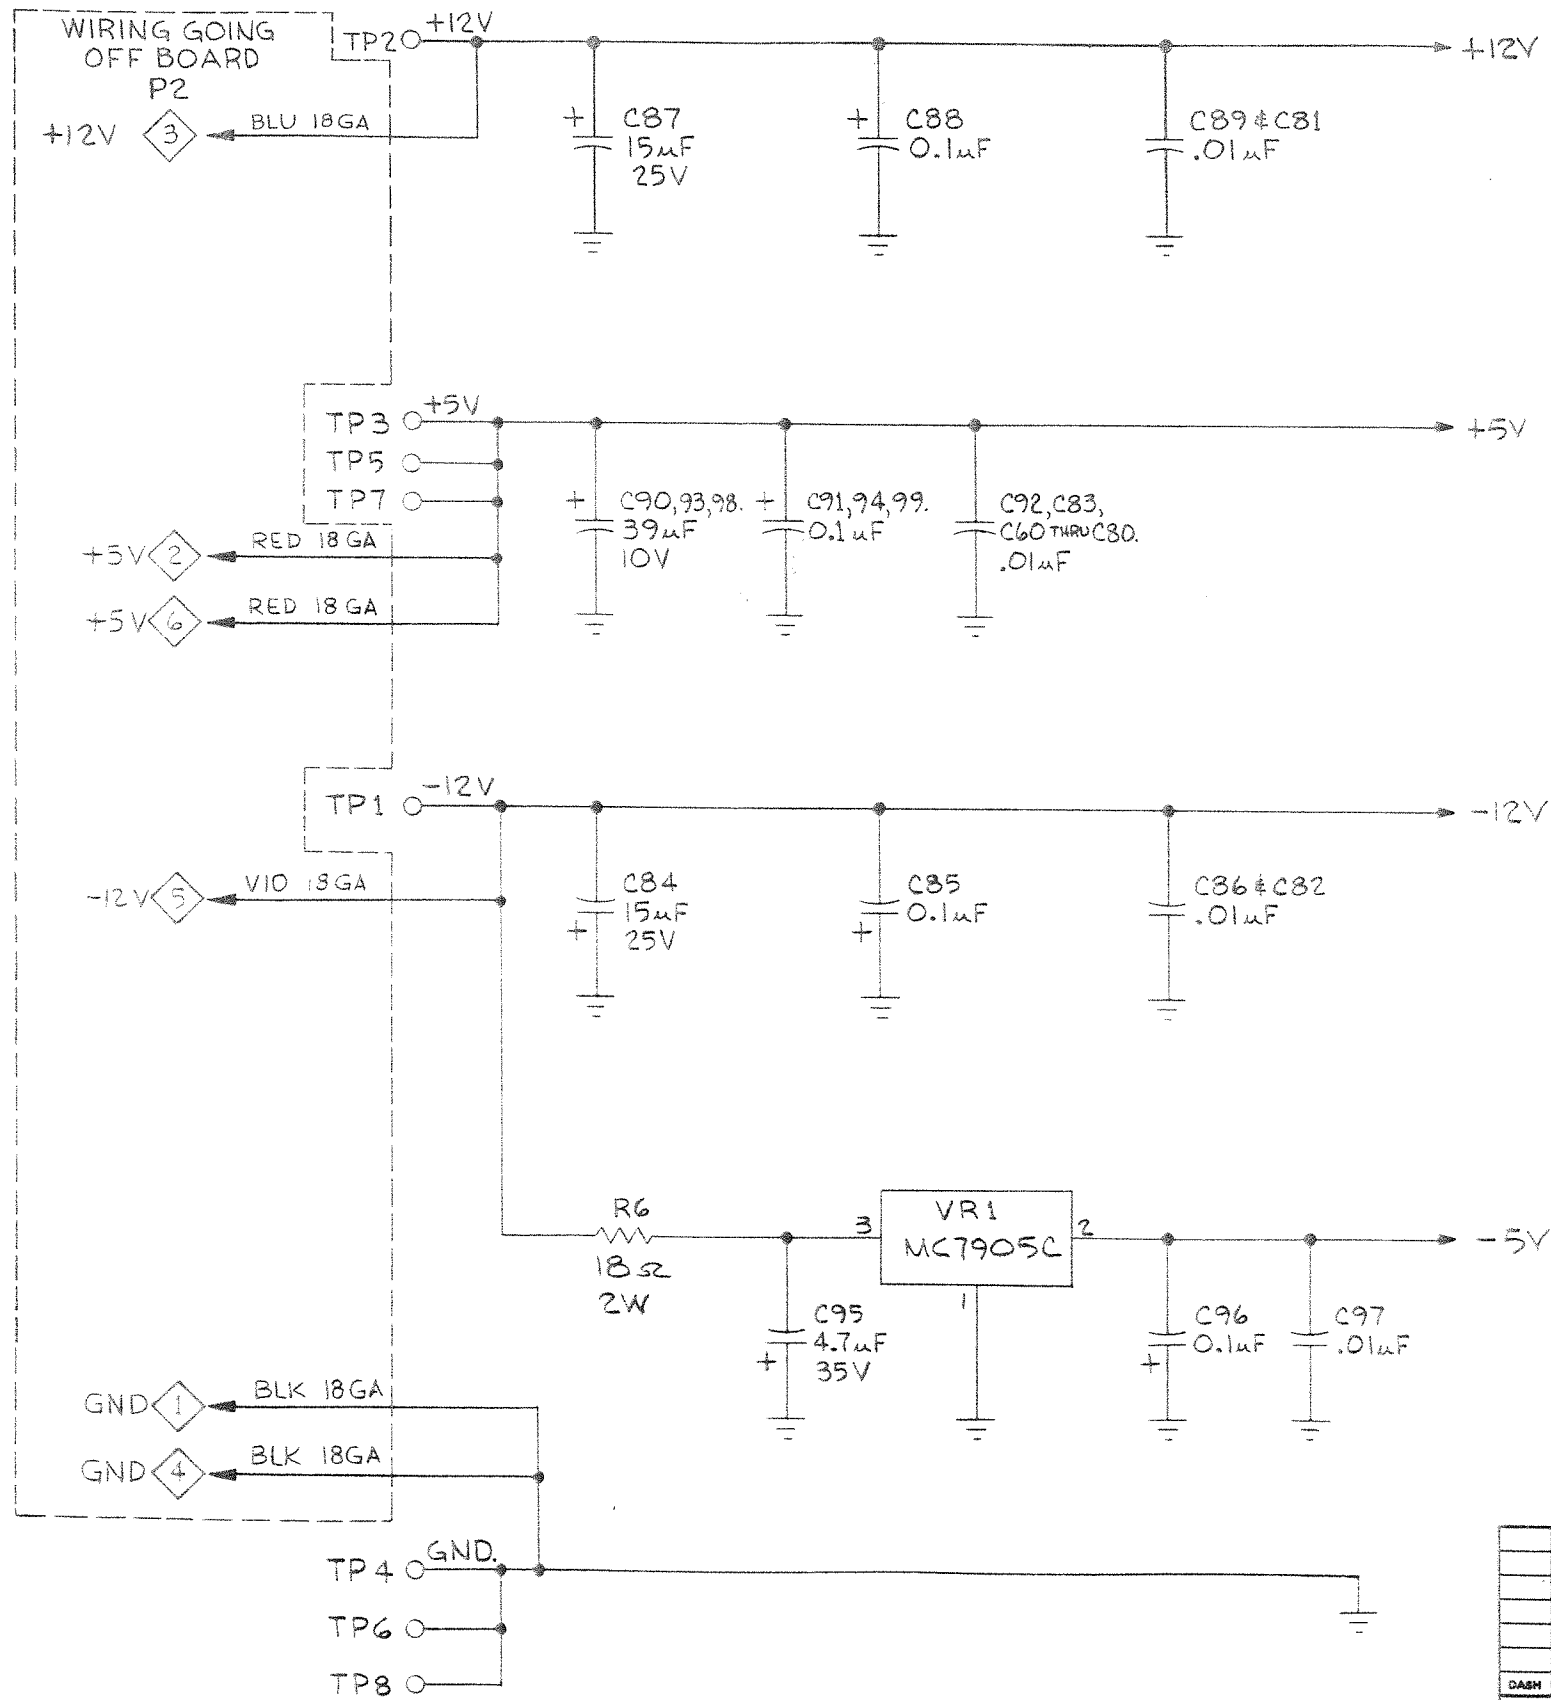 WIRING GOING
OFF BOARD
P2
TP2 +12V
+12V
+12V 3 BLU 18GA
C87
15µF
25V
+
C88
0.1µF
+
C89 & C81
.01µF
TP3 +5V
+5V
TP5
TP7
+5V 2 RED 18GA
+5V 6 RED 18GA
+
C90,93,98.
39µF
10V
+
C91,94,99.
0.1µF
C92,C83,
C60 THRU C80.
.01µF
TP1 -12V
-12V
-12V 5 VIO 18GA
C84
15µF
25V
+
C85
0.1µF
+
C86 & C82
.01µF
R6
18Ω
2W
3
VR1
MC7905C
2
1
-5V
C95
4.7µF
35V
+
C96
0.1µF
+
C97
.01µF
GND 1 BLK 18GA
GND 4 BLK 18GA
TP4 GND.
TP6
TP8
DASH